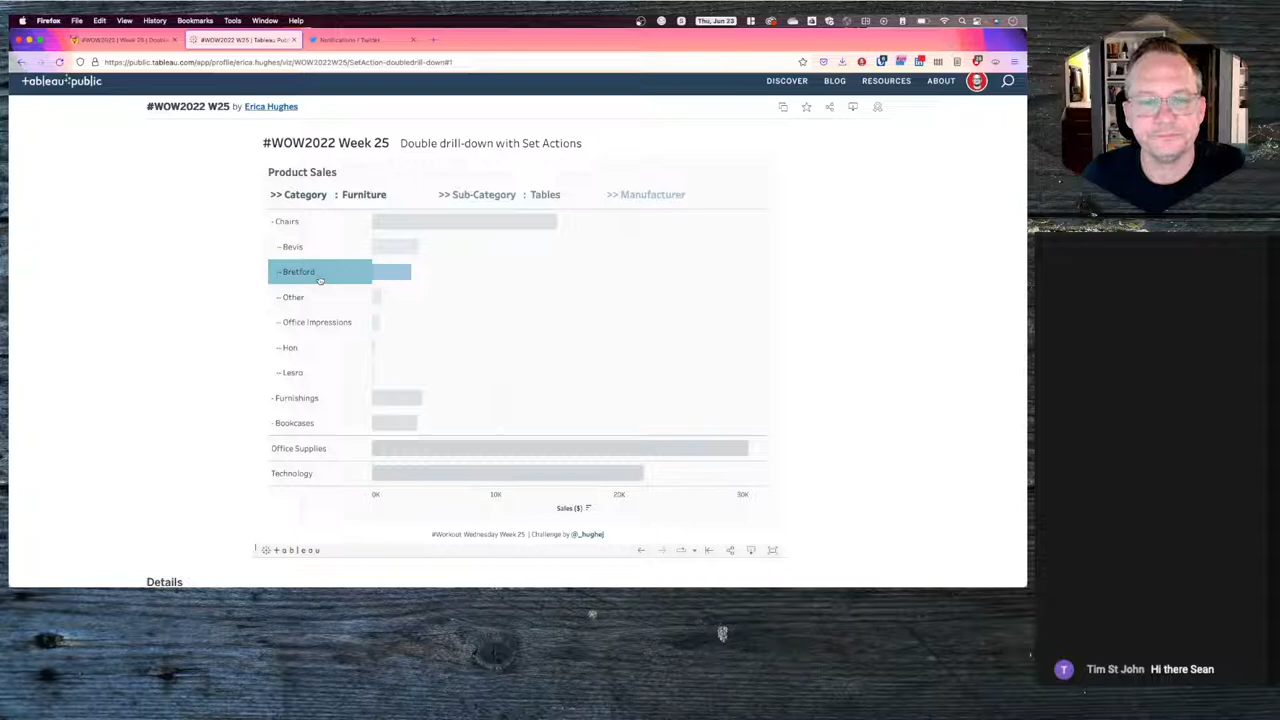 Firefox File Edit View History Bookmarks Tools Window Help Thu, Jun 23
#WOW2022 W25 | Tableau Pub
Notifications / Twitter
https://public.tableau.com/app/profile/erica.hughes/viz/WOW2022W25/SetAction-doubledrill-down#1
+ableau+public DISCOVER BLOG RESOURCES ABOUT
#WOW2022 W25 by Erica Hughes
#WOW2022 Week 25 Double drill-down with Set Actions
Product Sales
>> Category : Furniture >> Sub-Category : Tables >> Manufacturer
- Chairs
-- Bevis
-- Bretford
-- Other
-- Office Impressions
-- Hon
-- Lesro
- Furnishings
- Bookcases
Office Supplies
Technology
0K 10K 20K 30K
Sales ($)
#Workout Wednesday Week 25 | Challenge by @_hughej
+ableau
Details
T Tim St John Hi there Sean